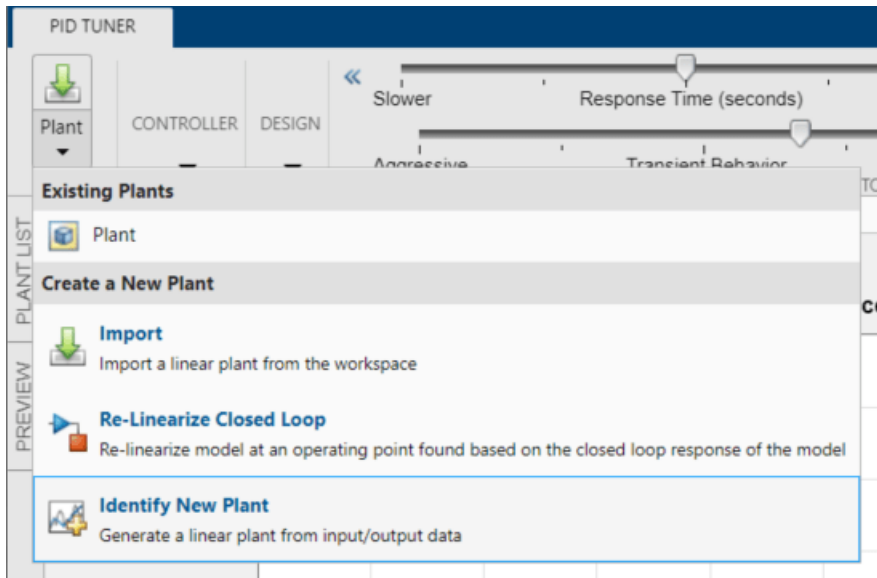 PID TUNER
Plant
CONTROLLER
DESIGN
Slower
Response Time (seconds)
Aggressive
Transient Behavior
Existing Plants
Plant
Create a New Plant
Import
Import a linear plant from the workspace
Re-Linearize Closed Loop
Re-linearize model at an operating point found based on the closed loop response of the model
Identify New Plant
Generate a linear plant from input/output data
PLANT LIST
PREVIEW